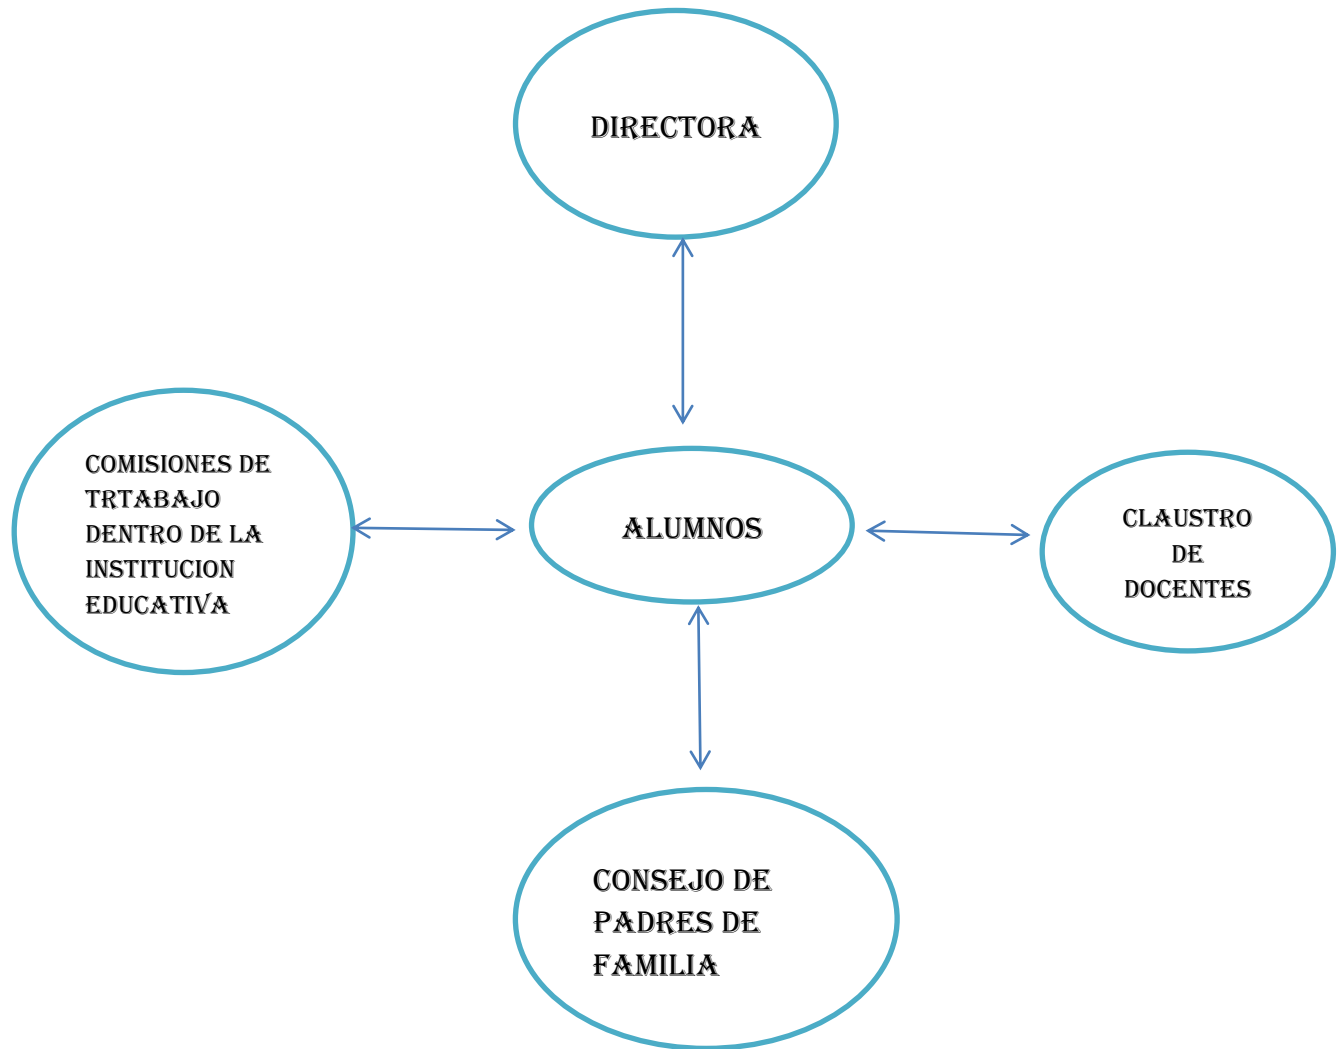 DIRECTORA
COMISIONES DE
TRTABAJO
DENTRO DE LA
INSTITUCION
EDUCATIVA
ALUMNOS
CLAUSTRO
DE
DOCENTES
CONSEJO DE
PADRES DE
FAMILIA